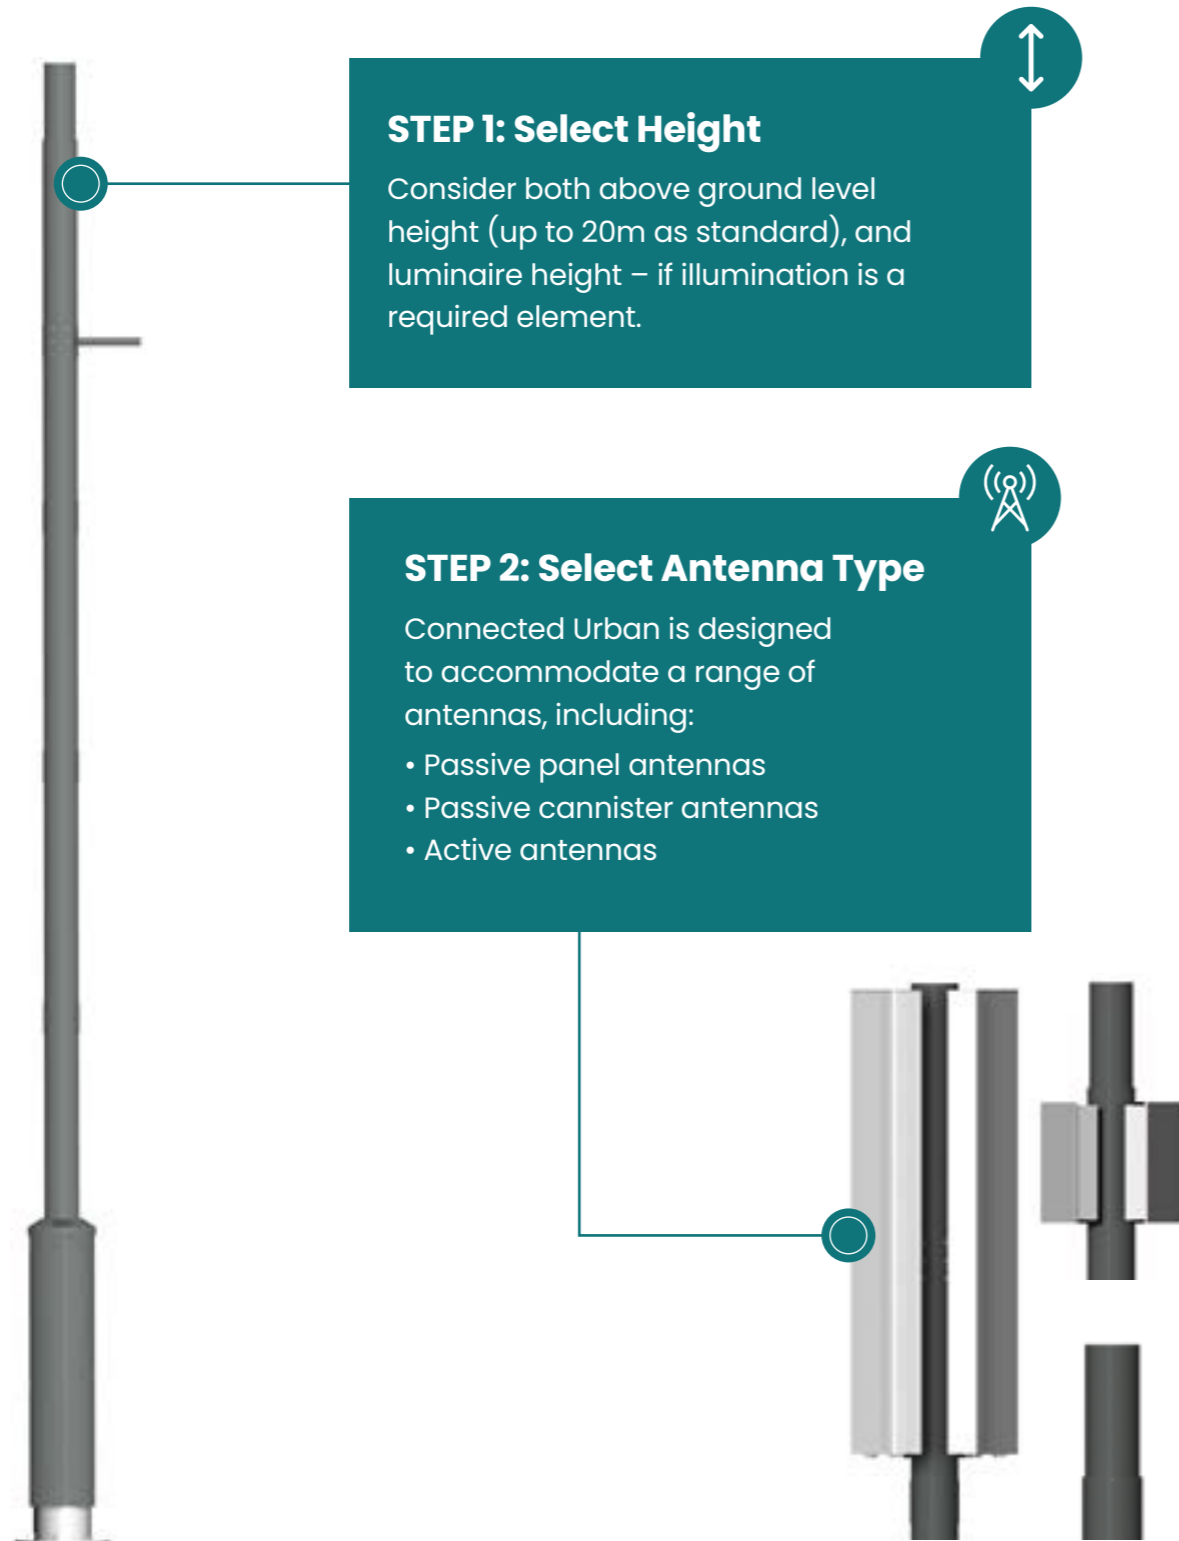 STEP 1: Select Height
Consider both above ground level
height (up to 20m as standard), and
luminaire height – if illumination is a
required element.
STEP 2: Select Antenna Type
Connected Urban is designed
to accommodate a range of
antennas, including:
• Passive panel antennas
• Passive cannister antennas
• Active antennas